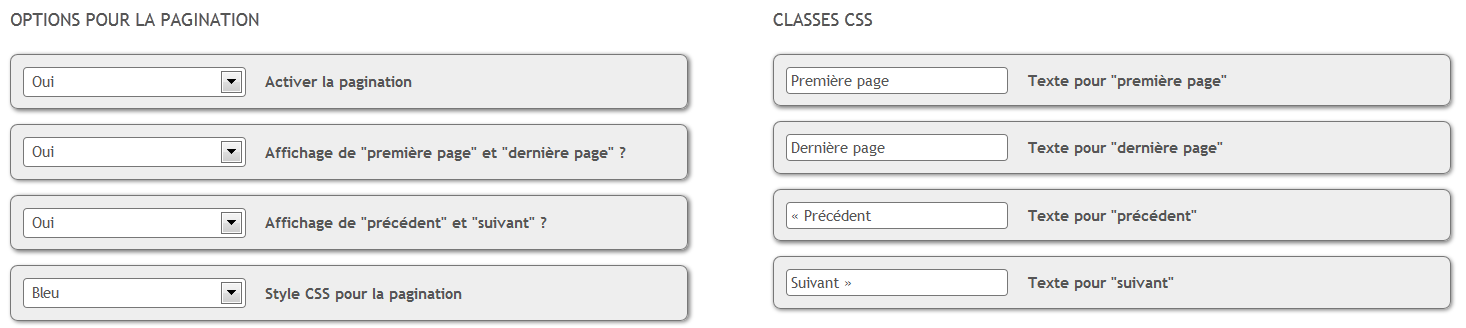 OPTIONS POUR LA PAGINATION
Oui
Activer la pagination
Oui
Affichage de "première page" et "dernière page" ?
Oui
Affichage de "précédent" et "suivant" ?
Bleu
Style CSS pour la pagination
CLASSES CSS
Première page
Texte pour "première page"
Dernière page
Texte pour "dernière page"
« Précédent
Texte pour "précédent"
Suivant »
Texte pour "suivant"